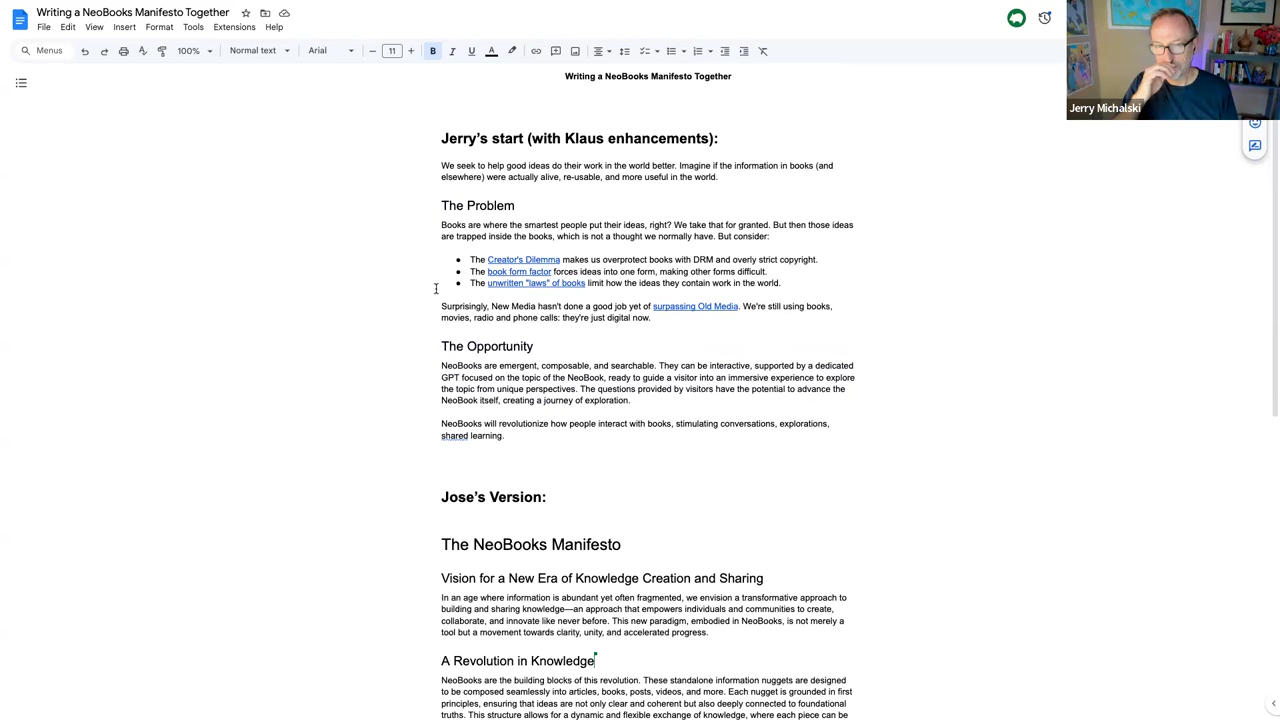 Writing a NeoBooks Manifesto Together
File Edit View Insert Format Tools Extensions Help
Menus 100% Normal text Arial 11 B I U A
Jerry Michalski
Writing a NeoBooks Manifesto Together
Jerry's start (with Klaus enhancements):
We seek to help good ideas do their work in the world better. Imagine if the information in books (and
elsewhere) were actually alive, re-usable, and more useful in the world.
The Problem
Books are where the smartest people put their ideas, right? We take that for granted. But then those ideas
are trapped inside the books, which is not a thought we normally have. But consider:
● The Creator's Dilemma makes us overprotect books with DRM and overly strict copyright.
● The book form factor forces ideas into one form, making other forms difficult.
● The unwritten "laws" of books limit how the ideas they contain work in the world.
Surprisingly, New Media hasn't done a good job yet of surpassing Old Media. We're still using books,
movies, radio and phone calls: they're just digital now.
The Opportunity
NeoBooks are emergent, composable, and searchable. They can be interactive, supported by a dedicated
GPT focused on the topic of the NeoBook, ready to guide a visitor into an immersive experience to explore
the topic from unique perspectives. The questions provided by visitors have the potential to advance the
NeoBook itself, creating a journey of exploration.
NeoBooks will revolutionize how people interact with books, stimulating conversations, explorations,
shared learning.
Jose's Version:
The NeoBooks Manifesto
Vision for a New Era of Knowledge Creation and Sharing
In an age where information is abundant yet often fragmented, we envision a transformative approach to
building and sharing knowledge—an approach that empowers individuals and communities to create,
collaborate, and innovate like never before. This new paradigm, embodied in NeoBooks, is not merely a
tool but a movement towards clarity, unity, and accelerated progress.
A Revolution in Knowledge
NeoBooks are the building blocks of this revolution. These standalone information nuggets are designed
to be composed seamlessly into articles, books, posts, videos, and more. Each nugget is grounded in first
principles, ensuring that ideas are not only clear and coherent but also deeply connected to foundational
truths. This structure allows for a dynamic and flexible exchange of knowledge, where each piece can be